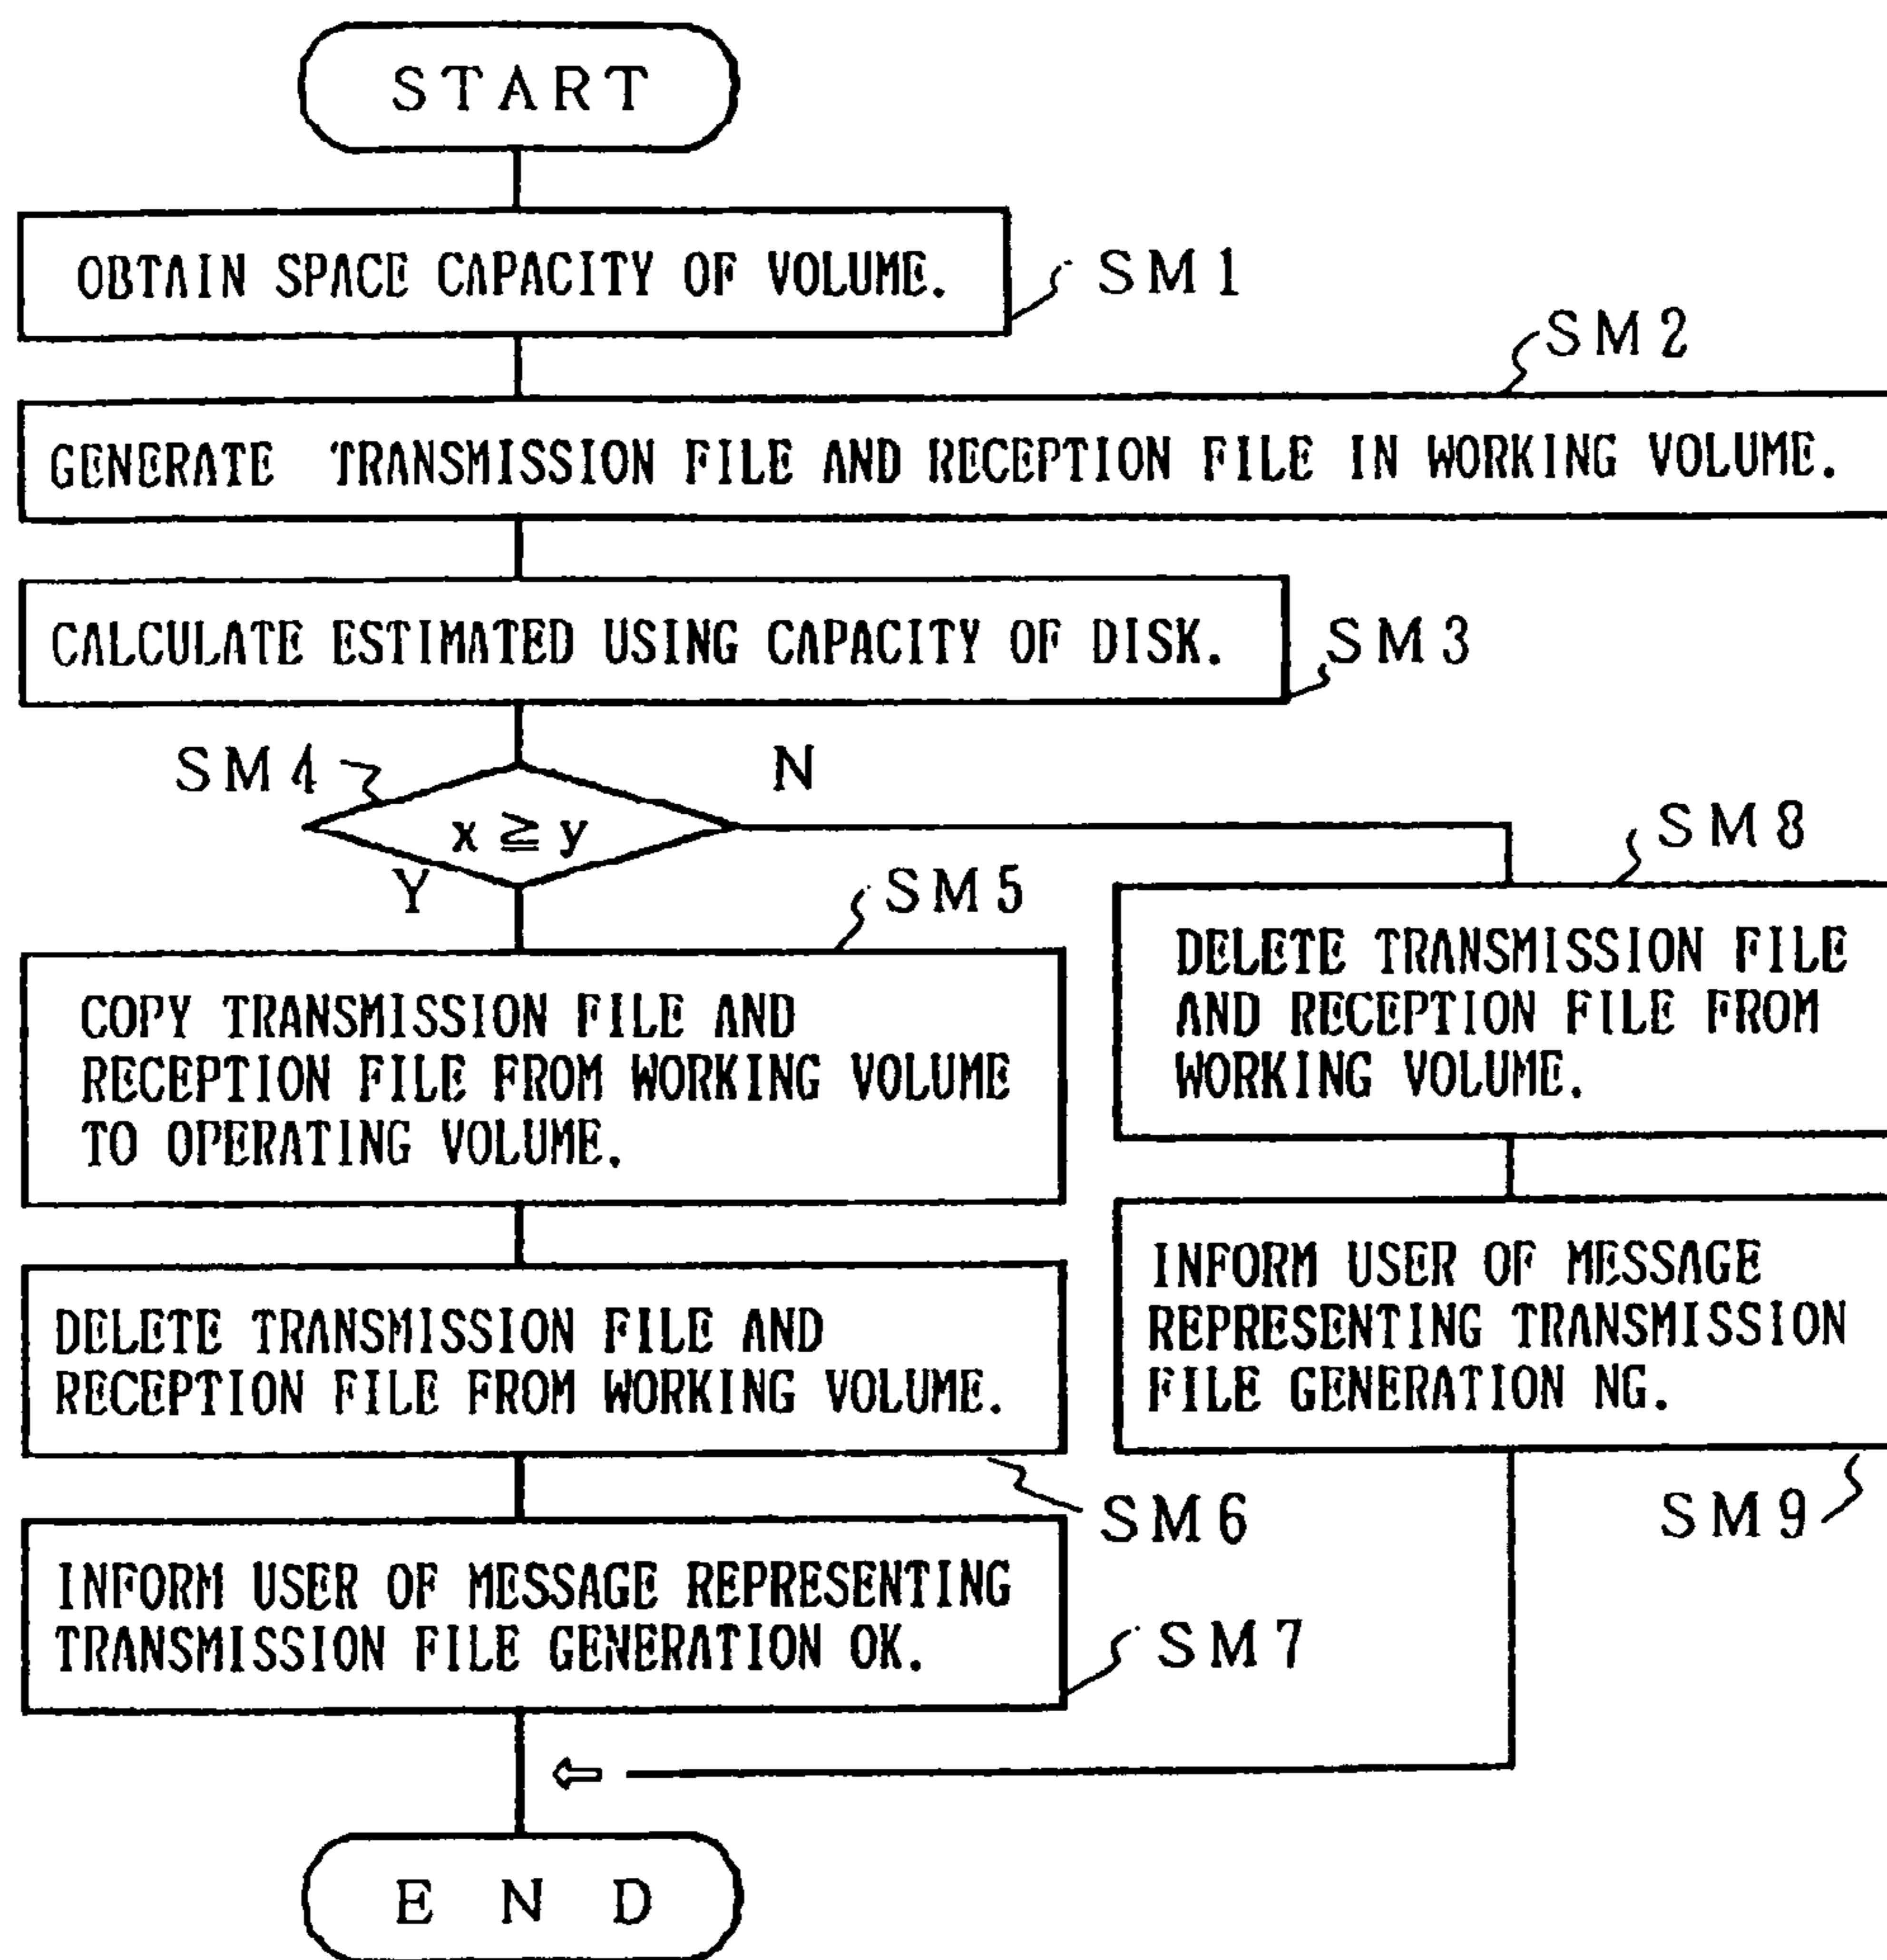 START
OBTAIN SPACE CAPACITY OF VOLUME.
SM1
SM2
GENERATE TRANSMISSION FILE AND RECEPTION FILE IN WORKING VOLUME.
CALCULATE ESTIMATED USING CAPACITY OF DISK.
SM3
SM4
N
x ≧ y
Y
SM5
COPY TRANSMISSION FILE AND
RECEPTION FILE FROM WORKING VOLUME
TO OPERATING VOLUME.
DELETE TRANSMISSION FILE AND
RECEPTION FILE FROM WORKING VOLUME.
SM6
INFORM USER OF MESSAGE REPRESENTING
TRANSMISSION FILE GENERATION OK.
SM7
SM8
DELETE TRANSMISSION FILE
AND RECEPTION FILE FROM
WORKING VOLUME.
INFORM USER OF MESSAGE
REPRESENTING TRANSMISSION
FILE GENERATION NG.
SM9
END